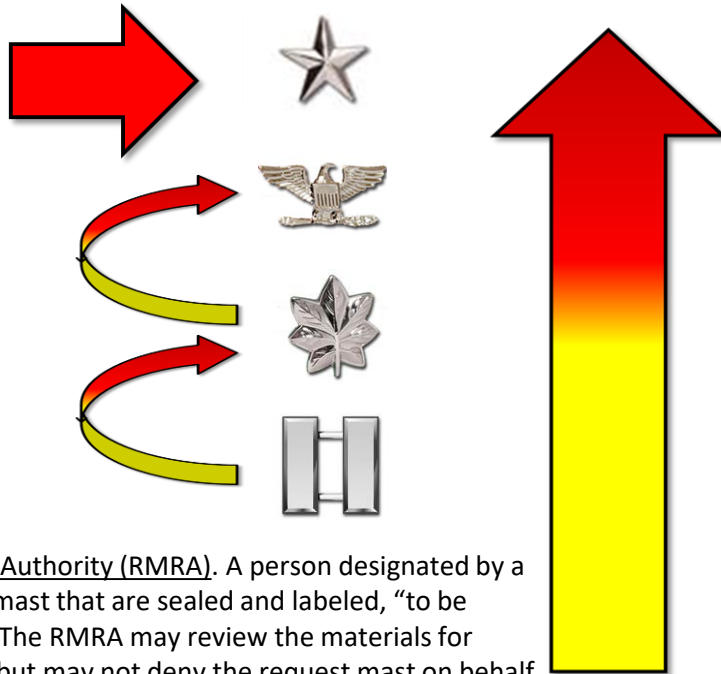 Authority (RMRA). A person designated by a
mast that are sealed and labeled, “to be
The RMRA may review the materials for
but may not deny the request mast on behalf